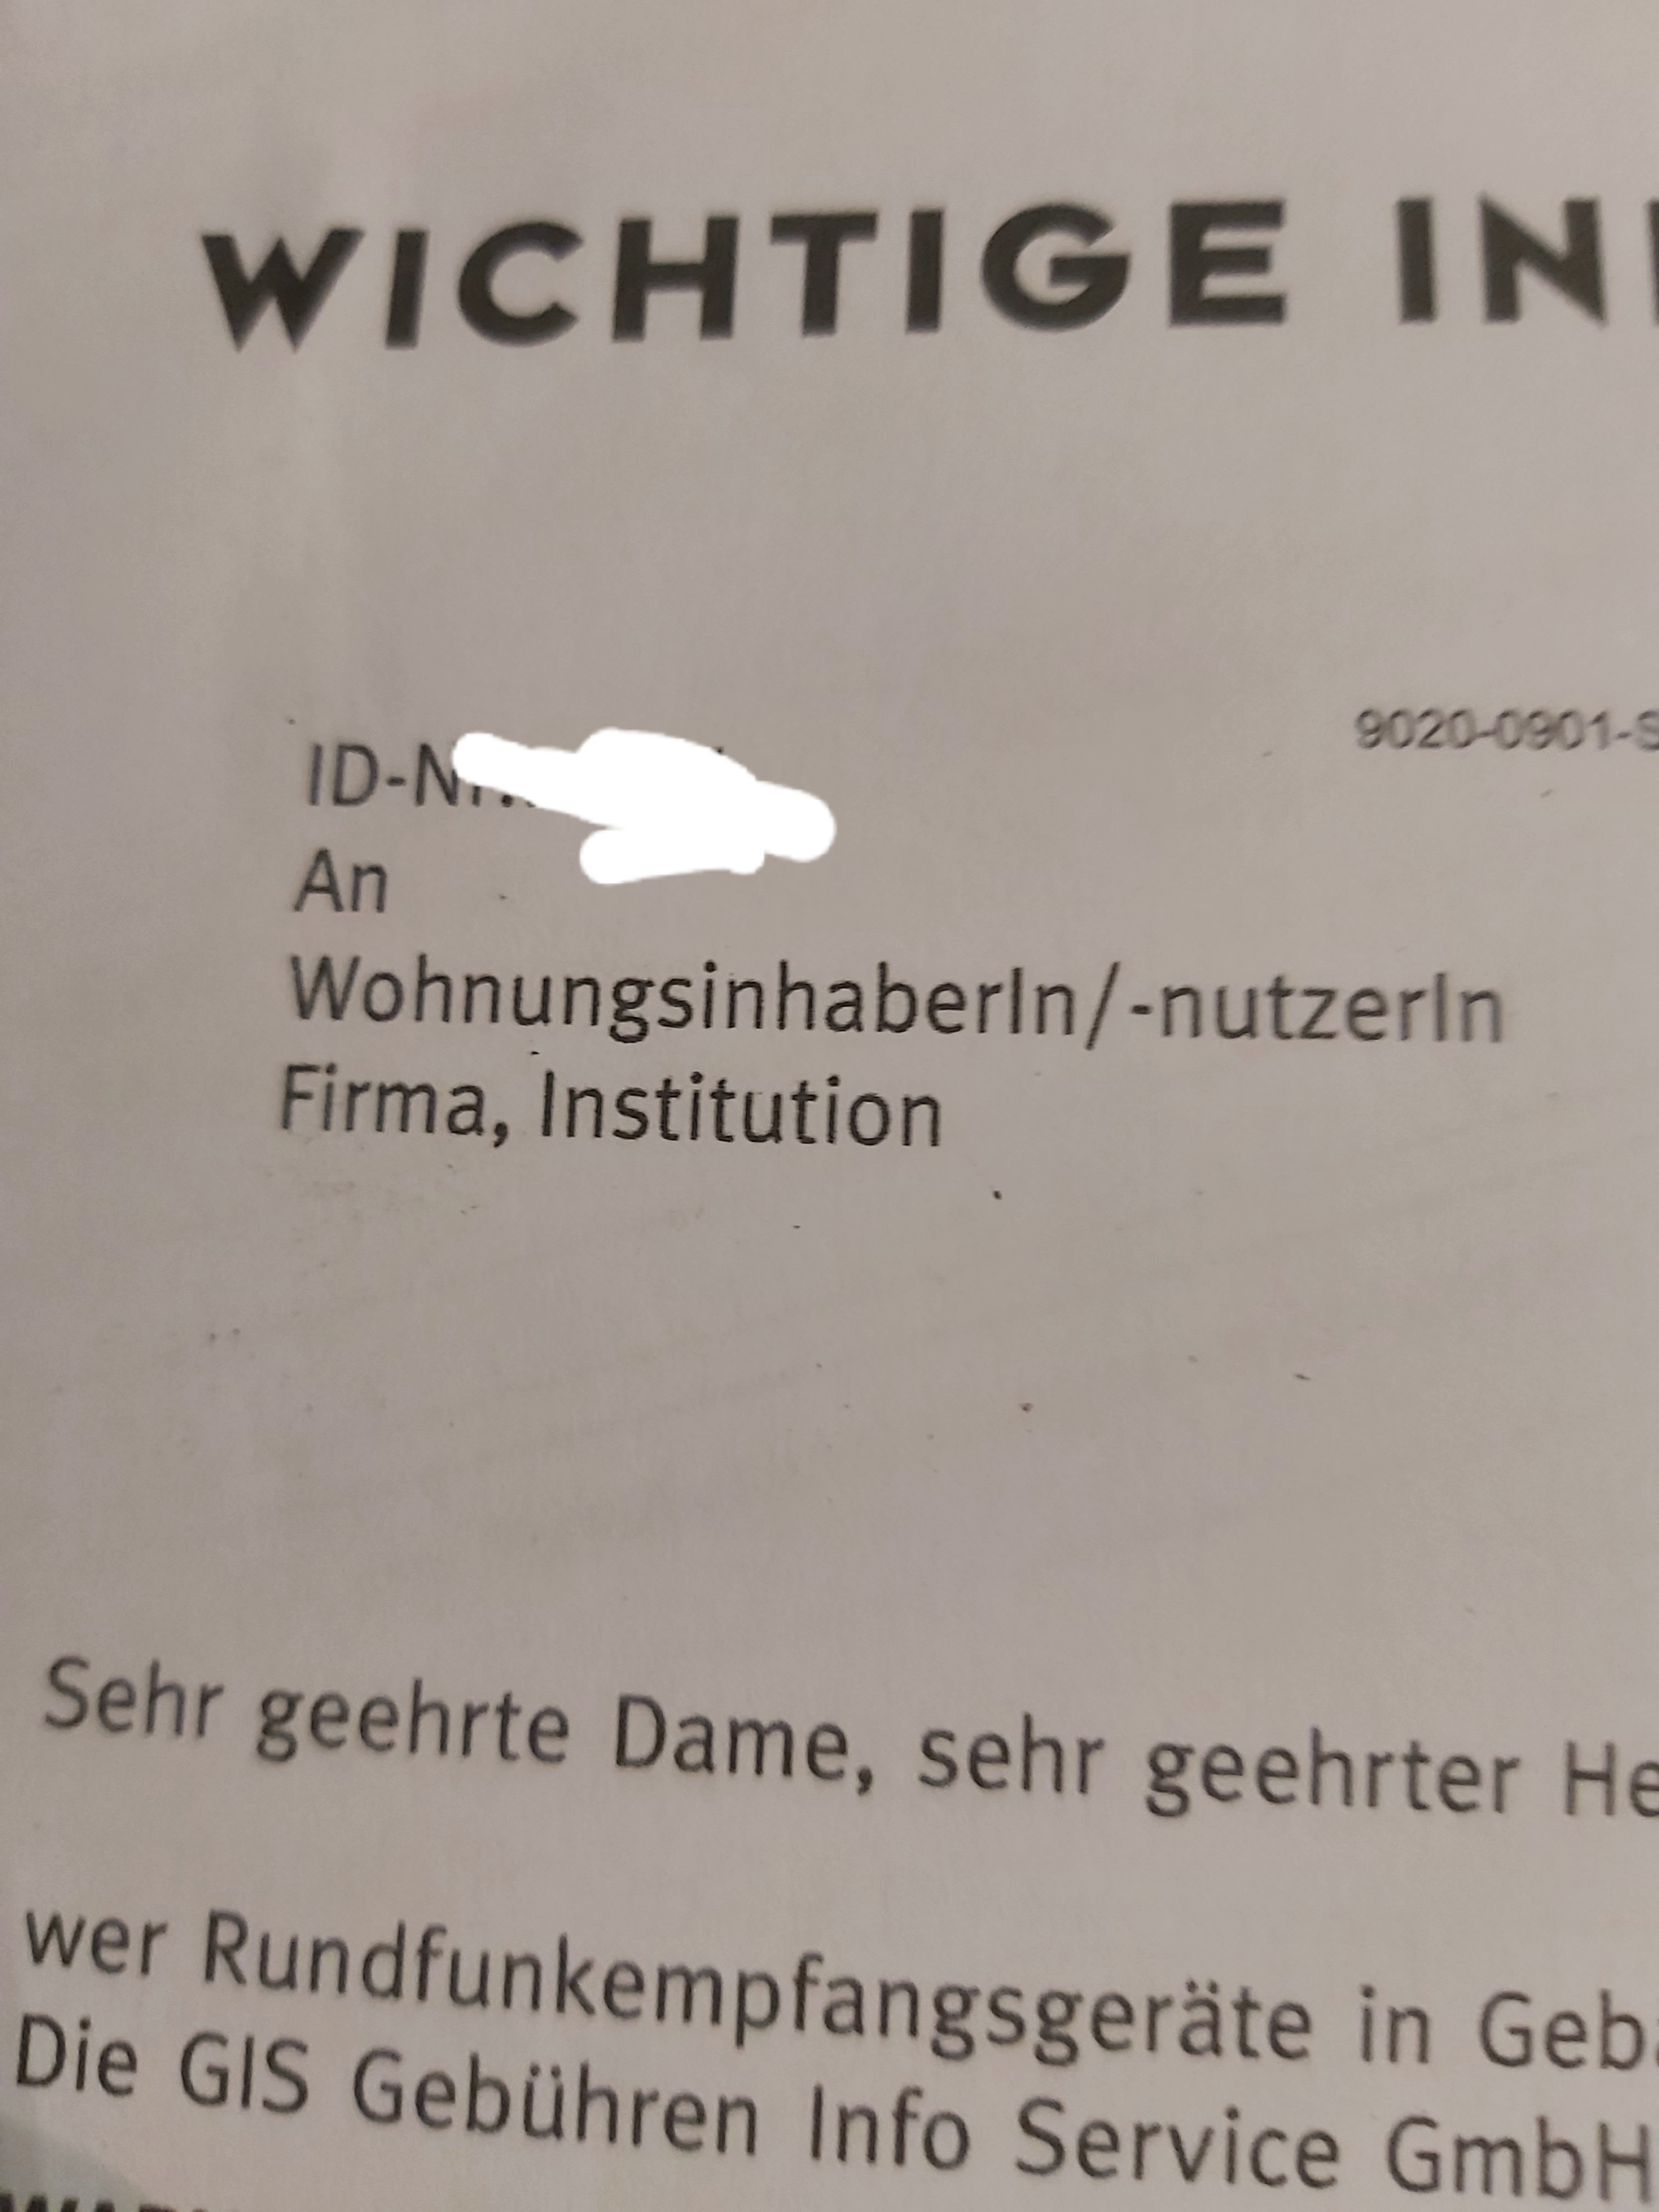 WICHTIGE IN
9020-0901-S
ID-Nr.
An
WohnungsinhaberIn/-nutzerIn
Firma, Institution
Sehr geehrte Dame, sehr geehrter He
wer Rundfunkempfangsgeräte in Geb
Die GIS Gebühren Info Service GmbH